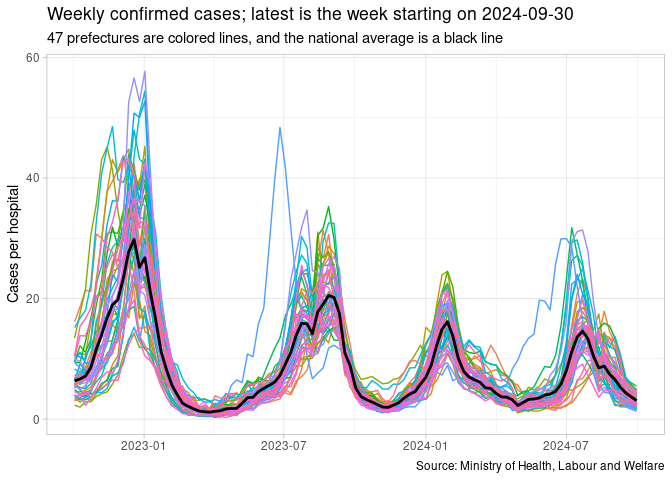 Weekly confirmed cases; latest is the week starting on 2024-09-30
47 prefectures are colored lines, and the national average is a black line
60
40
20
0
Cases per hospital
2023-01
2023-07
2024-01
2024-07
Source: Ministry of Health, Labour and Welfare